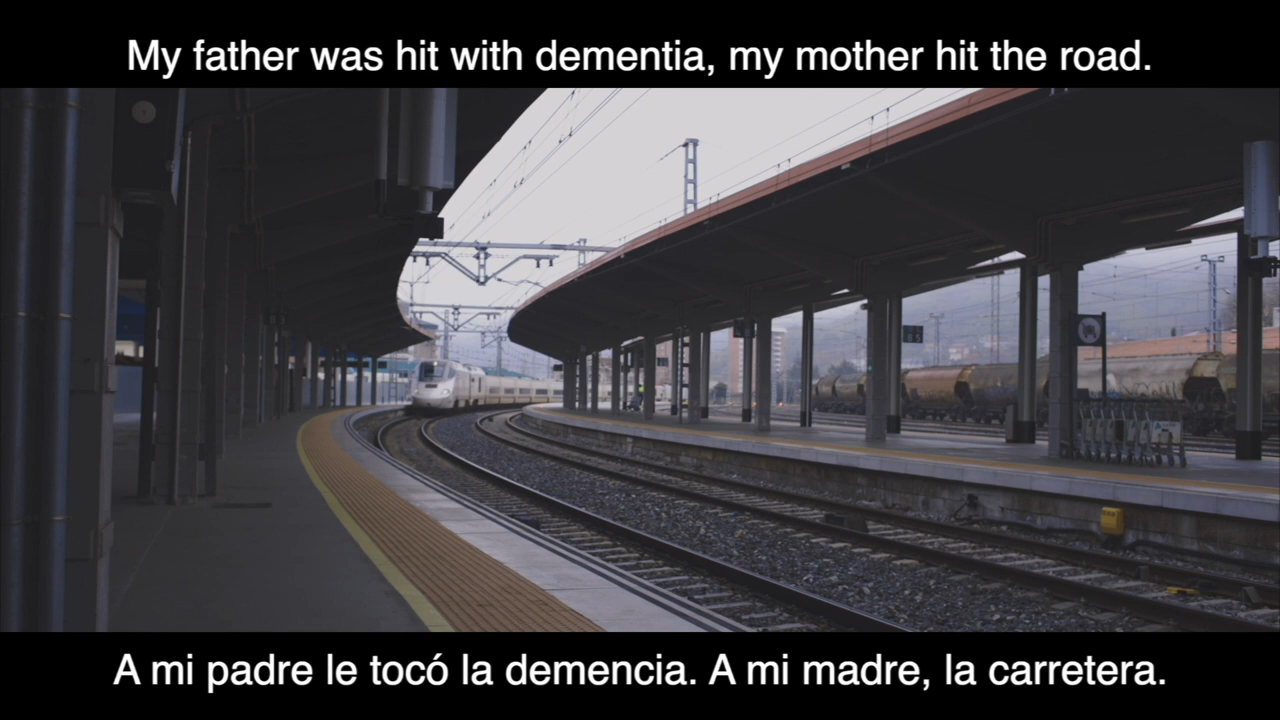 My father was hit with dementia, my mother hit the road.
A mi padre le tocó la demencia. A mi madre, la carretera.